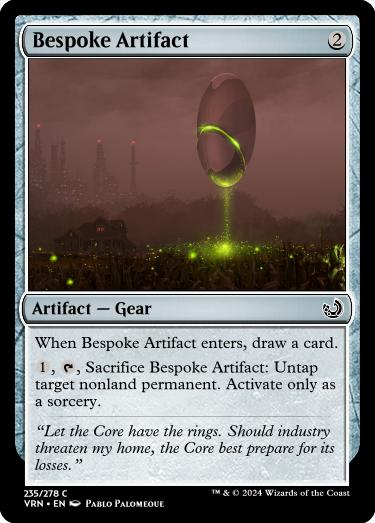 Bespoke Artifact 2
Artifact — Gear
When Bespoke Artifact enters, draw a card.
1, T, Sacrifice Bespoke Artifact: Untap
target nonland permanent. Activate only as
a sorcery.
“Let the Core have the rings. Should industry
threaten my home, the Core best prepare for its
losses.”
235/278 C
VRN • EN Pablo Palomeque
™ & © 2024 Wizards of the Coast